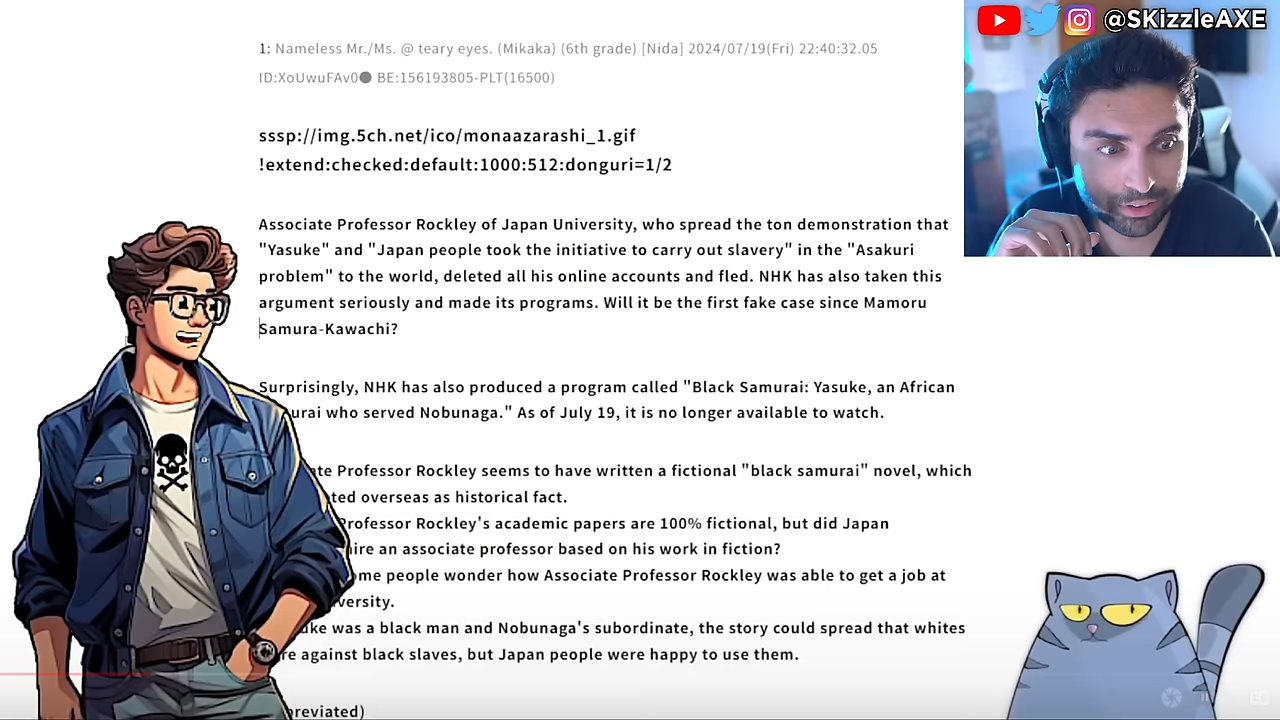 @SKizzleAXE
1: Nameless Mr./Ms. @ teary eyes. (Mikaka) (6th grade) [Nida] 2024/07/19(Fri) 22:40:32.05
ID:XoUwuFAv0● BE:156193805-PLT(16500)
sssp://img.5ch.net/ico/monaazarashi_1.gif
!extend:checked:default:1000:512:donguri=1/2
Associate Professor Rockley of Japan University, who spread the ton demonstration that
"Yasuke" and "Japan people took the initiative to carry out slavery" in the "Asakuri
problem" to the world, deleted all his online accounts and fled. NHK has also taken this
argument seriously and made its programs. Will it be the first fake case since Mamoru
Samura-Kawachi?
Surprisingly, NHK has also produced a program called "Black Samurai: Yasuke, an African
urai who served Nobunaga." As of July 19, it is no longer available to watch.
te Professor Rockley seems to have written a fictional "black samurai" novel, which
ted overseas as historical fact.
Professor Rockley's academic papers are 100% fictional, but did Japan
ire an associate professor based on his work in fiction?
ome people wonder how Associate Professor Rockley was able to get a job at
versity.
uke was a black man and Nobunaga's subordinate, the story could spread that whites
re against black slaves, but Japan people were happy to use them.
breviated)